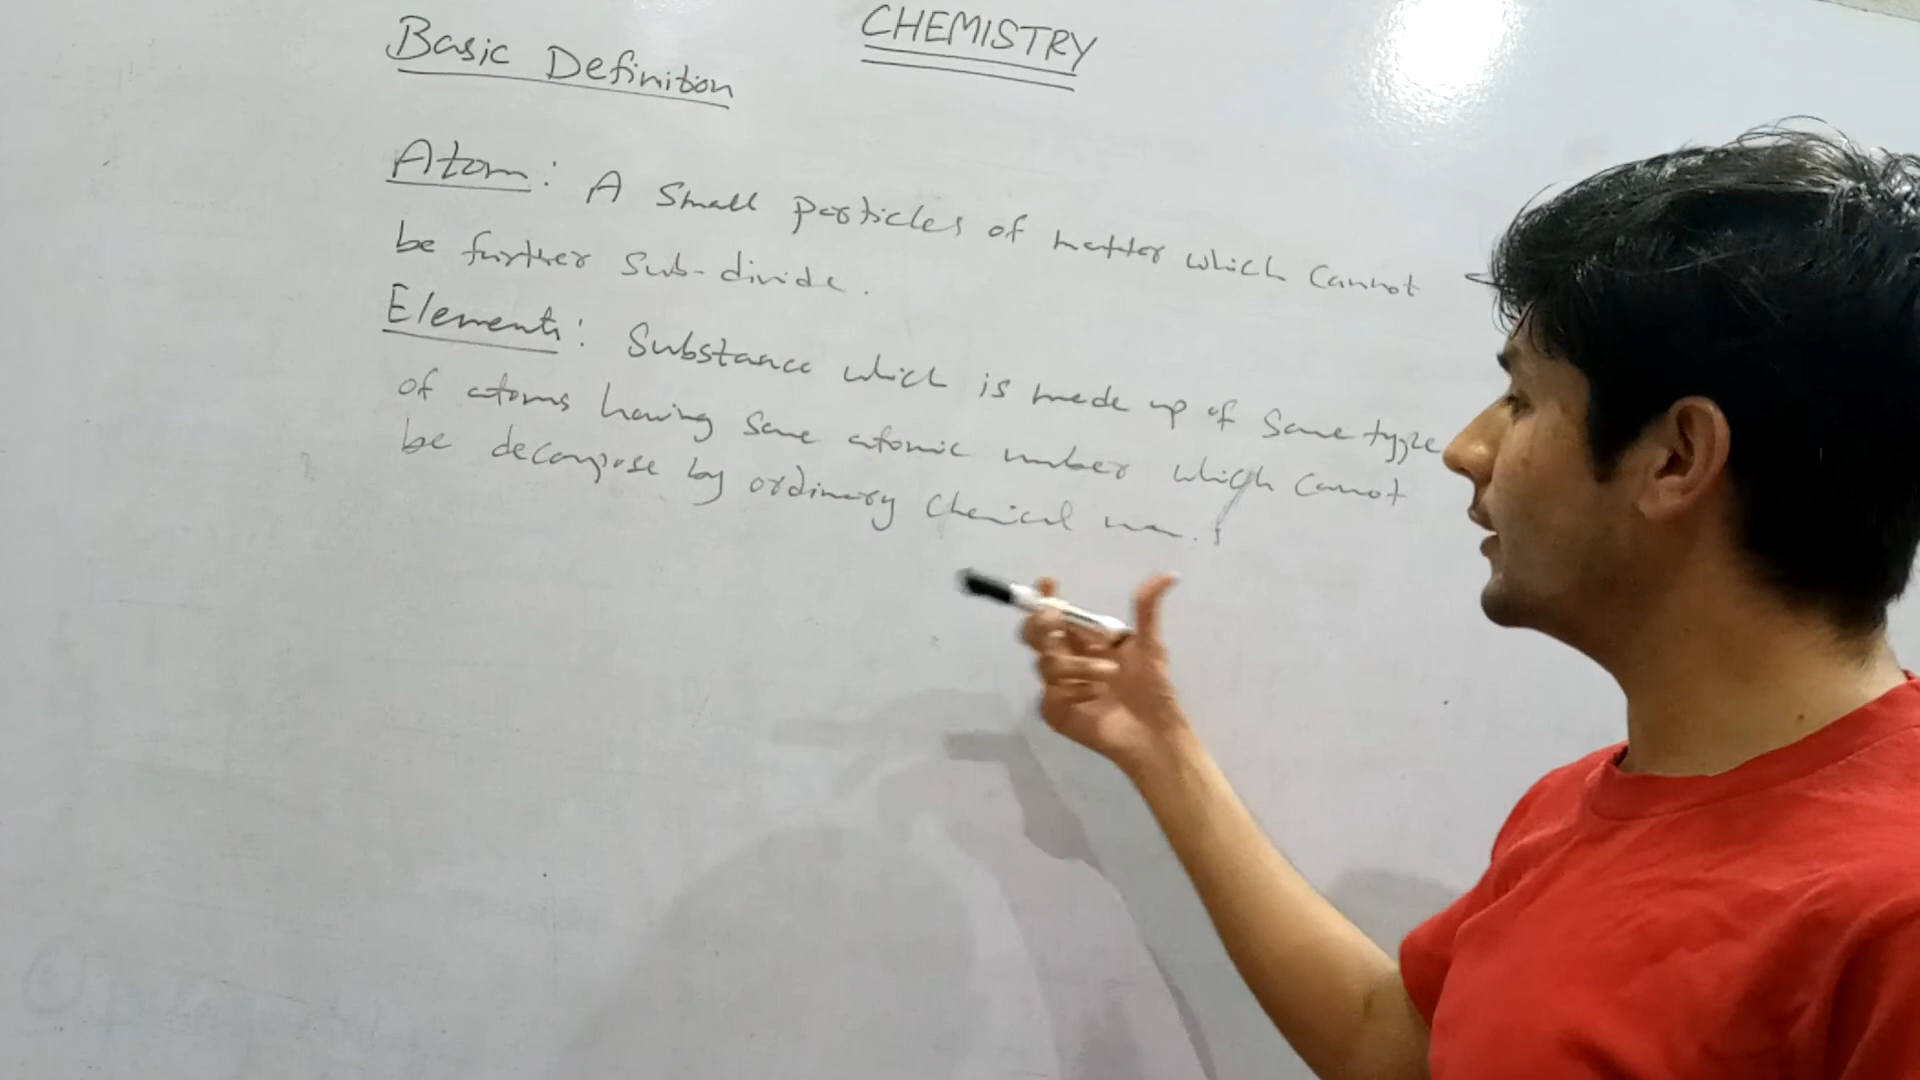 CHEMISTRY
Basic Definition
Atom: A Small particles of matter which Cannot
be further Sub-divide.
Elements: Substance which is made up of Same type
of atoms having Same atomic number which Cannot
be decompose by ordinary Chemical